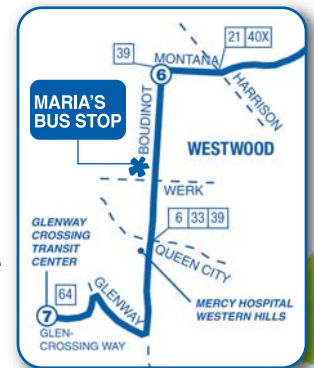 39
21 40X
MONTANA
6
HARRISON
MARIA'S
BUS STOP
BOUDINOT
WESTWOOD
WERK
6 33 39
GLENWAY
CROSSING
TRANSIT
CENTER
QUEEN CITY
64
GLENWAY
MERCY HOSPITAL
WESTERN HILLS
7
GLEN-
CROSSING WAY
e